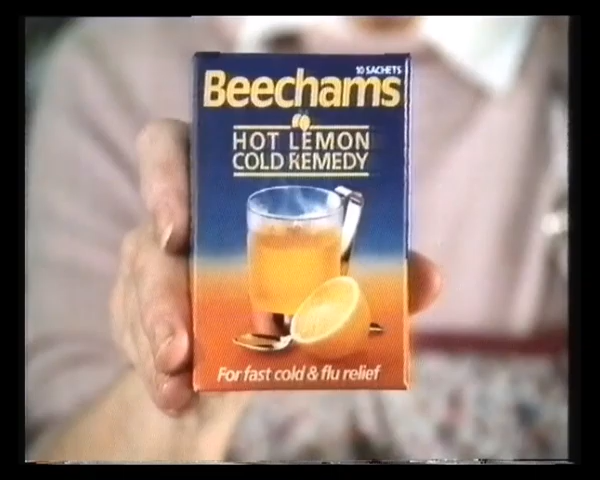 10 SACHETS
Beechams
HOT LEMON
COLD REMEDY
For fast cold & flu relief